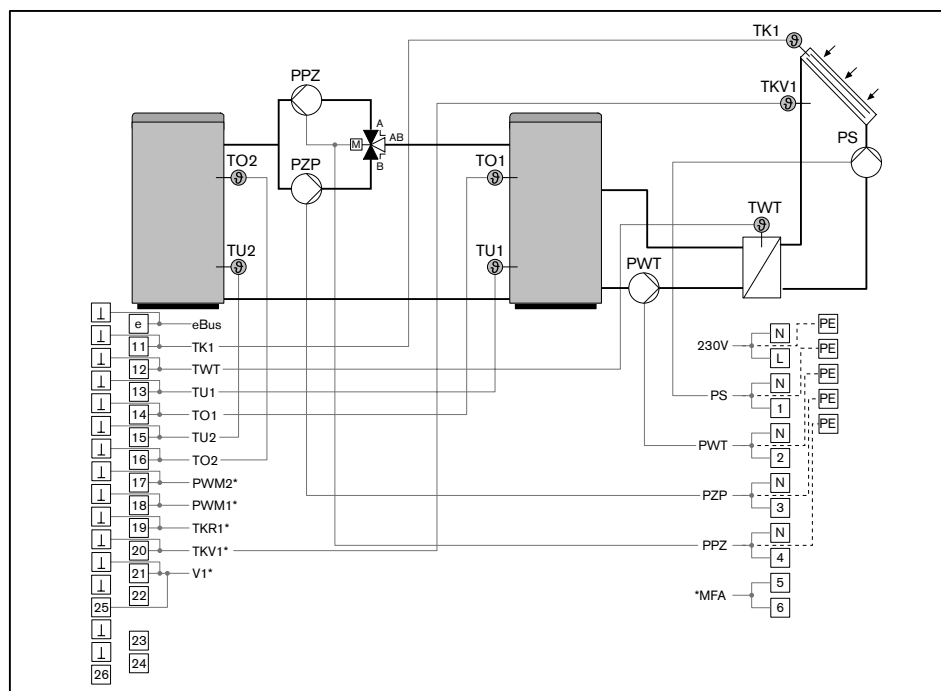 TK1
ϑ
PPZ
TKV1
ϑ
A
PS
M
AB
TO2
PZP
B
TO1
ϑ
ϑ
TWT
ϑ
TU2
TU1
PWT
ϑ
ϑ
⊥
e
eBus
PE
⊥
11
TK1
230V
N
L
PE
⊥
12
TWT
PE
⊥
13
TU1
PS
N
1
PE
⊥
14
TO1
PE
⊥
15
TU2
PWT
N
2
⊥
16
TO2
⊥
17
PWM2*
PZP
N
3
⊥
18
PWM1*
⊥
19
TKR1*
PPZ
N
4
⊥
20
TKV1*
⊥
21
V1*
⊥
22
*MFA
5
6
25
⊥
23
⊥
24
26